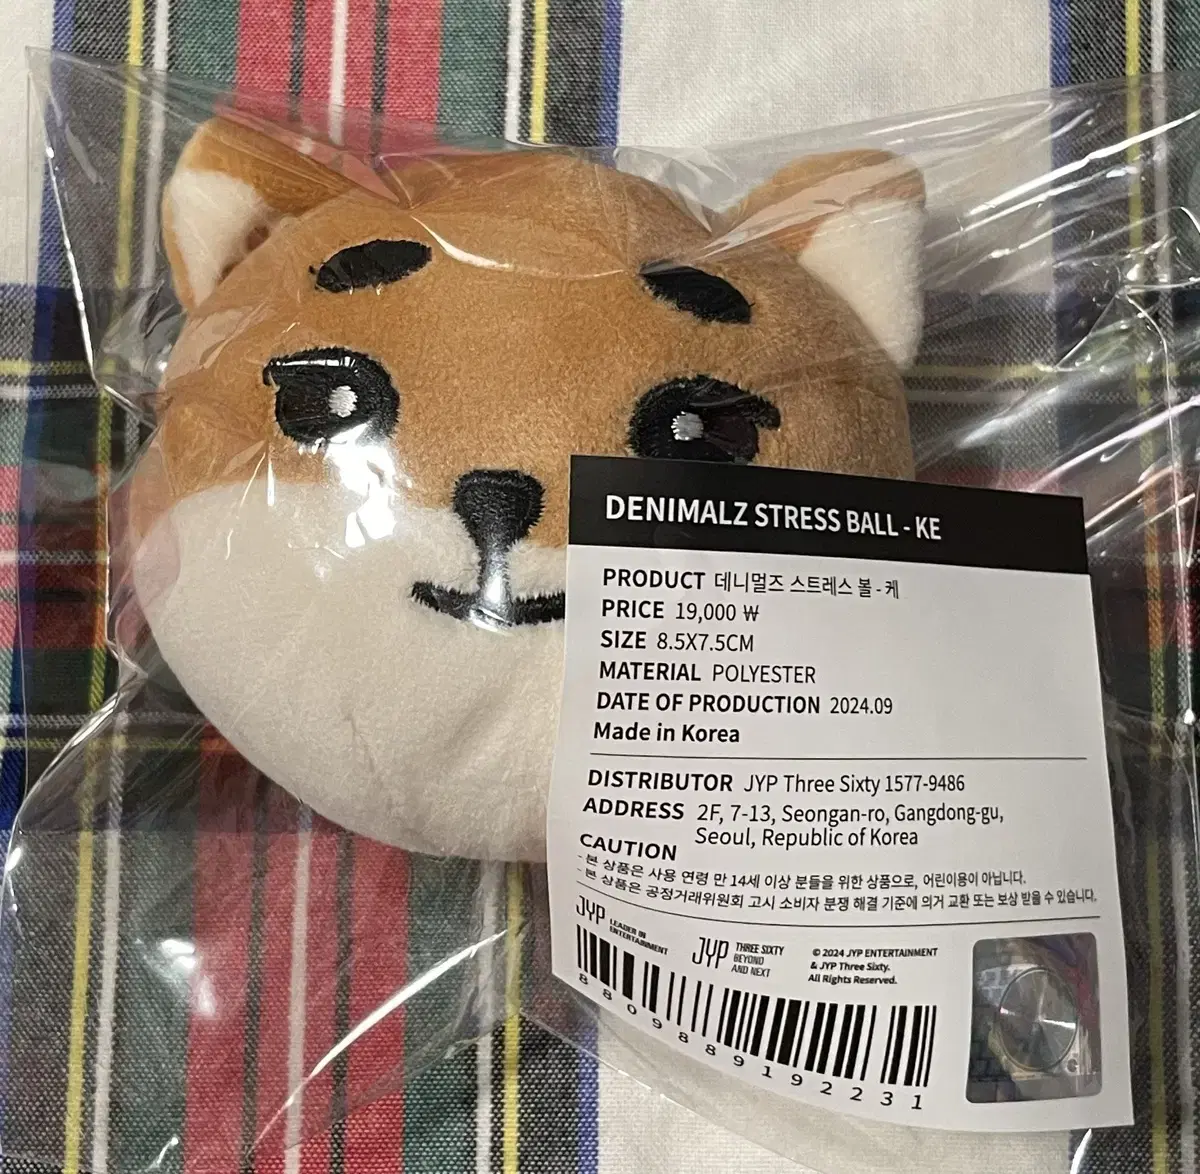 DENIMALZ STRESS BALL - KE
PRODUCT 데니멀즈 스트레스 볼 - 케
PRICE 19,000 ₩
SIZE 8.5X7.5CM
MATERIAL POLYESTER
DATE OF PRODUCTION 2024.09
Made in Korea
DISTRIBUTOR JYP Three Sixty 1577-9486
ADDRESS 2F, 7-13, Seongan-ro, Gangdong-gu,
Seoul, Republic of Korea
CAUTION
- 본 상품은 사용 연령 만 14세 이상 분들을 위한 상품으로, 어린이용이 아닙니다.
- 본 상품은 공정거래위원회 고시 소비자 분쟁 해결 기준에 의거 교환 또는 보상 받을 수 있습니다.
JYP LEADER IN
ENTERTAINMENT
JYP THREE SIXTY
BEYOND
AND NEXT
© 2024 JYP ENTERTAINMENT
& JYP Three Sixty.
All Rights Reserved.
8809889192231